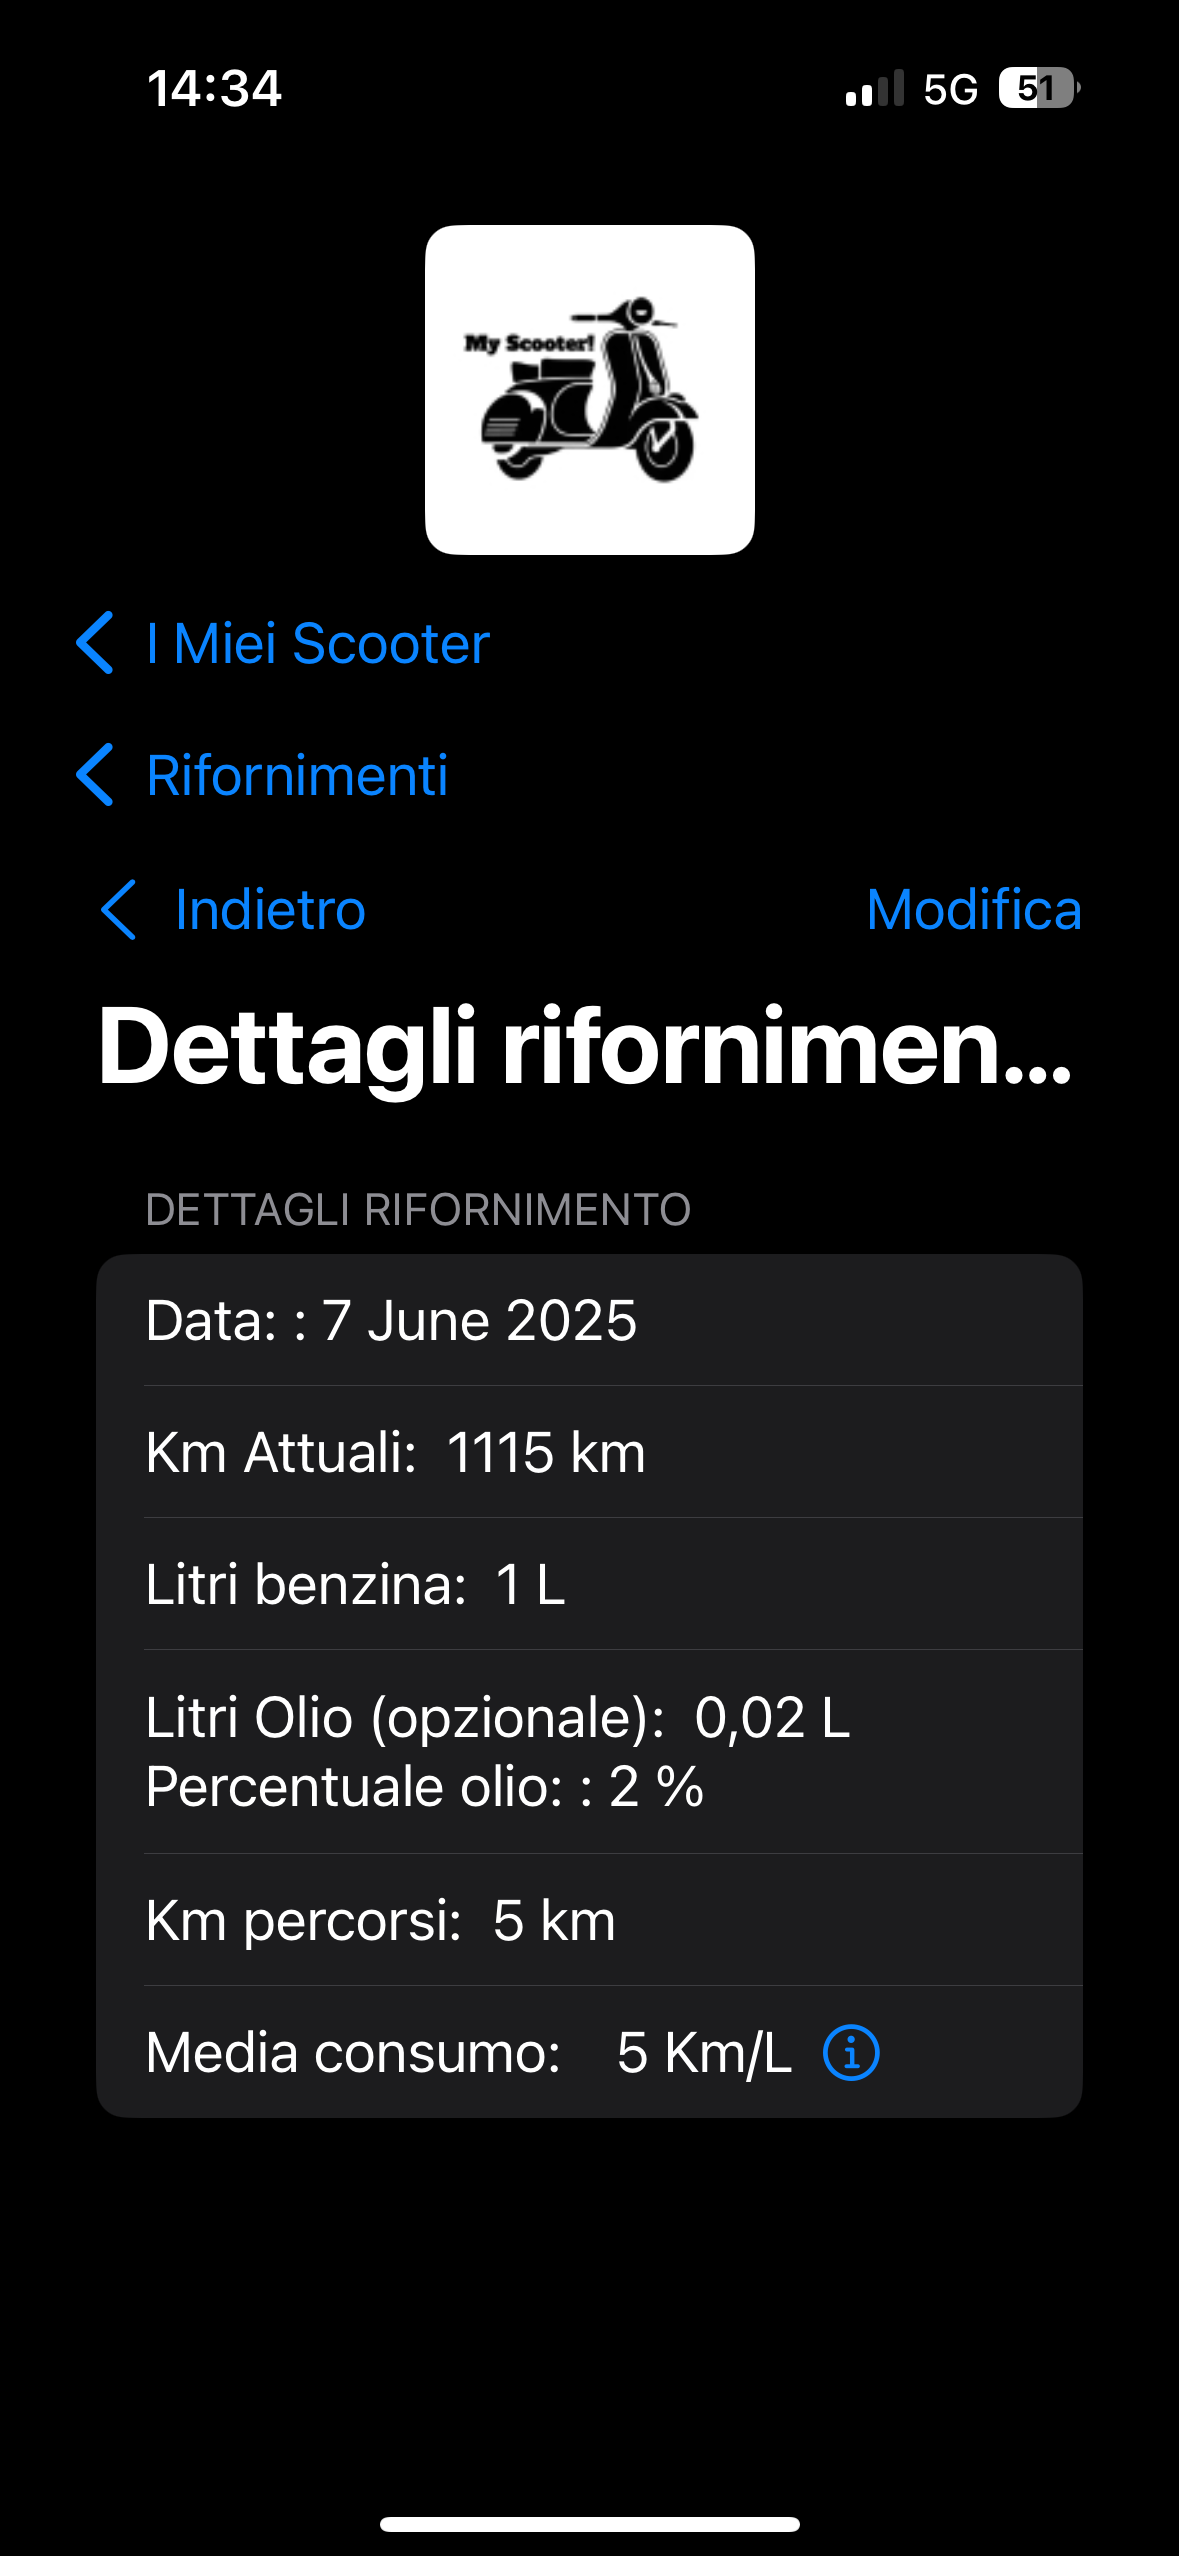 14:34
5G
51
My Scooter!
I Miei Scooter
Rifornimenti
Indietro
Modifica
Dettagli rifornimen...
DETTAGLI RIFORNIMENTO
Data: : 7 June 2025
Km Attuali: 1115 km
Litri benzina: 1 L
Litri Olio (opzionale): 0,02 L
Percentuale olio: : 2 %
Km percorsi: 5 km
Media consumo: 5 Km/L